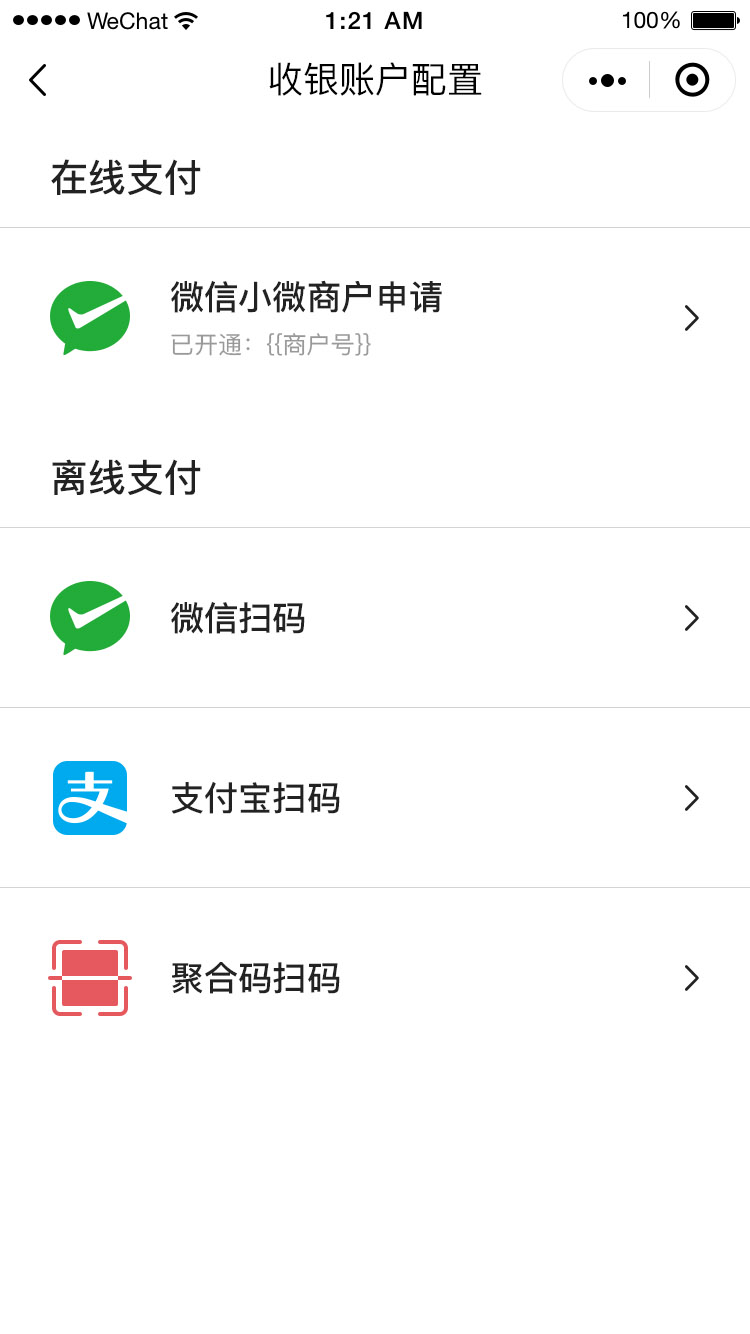 WeChat
1:21 AM
100%
收银账户配置
在线支付
微信小微商户申请
已开通：{{商户号}}
离线支付
微信扫码
支
支付宝扫码
聚合码扫码